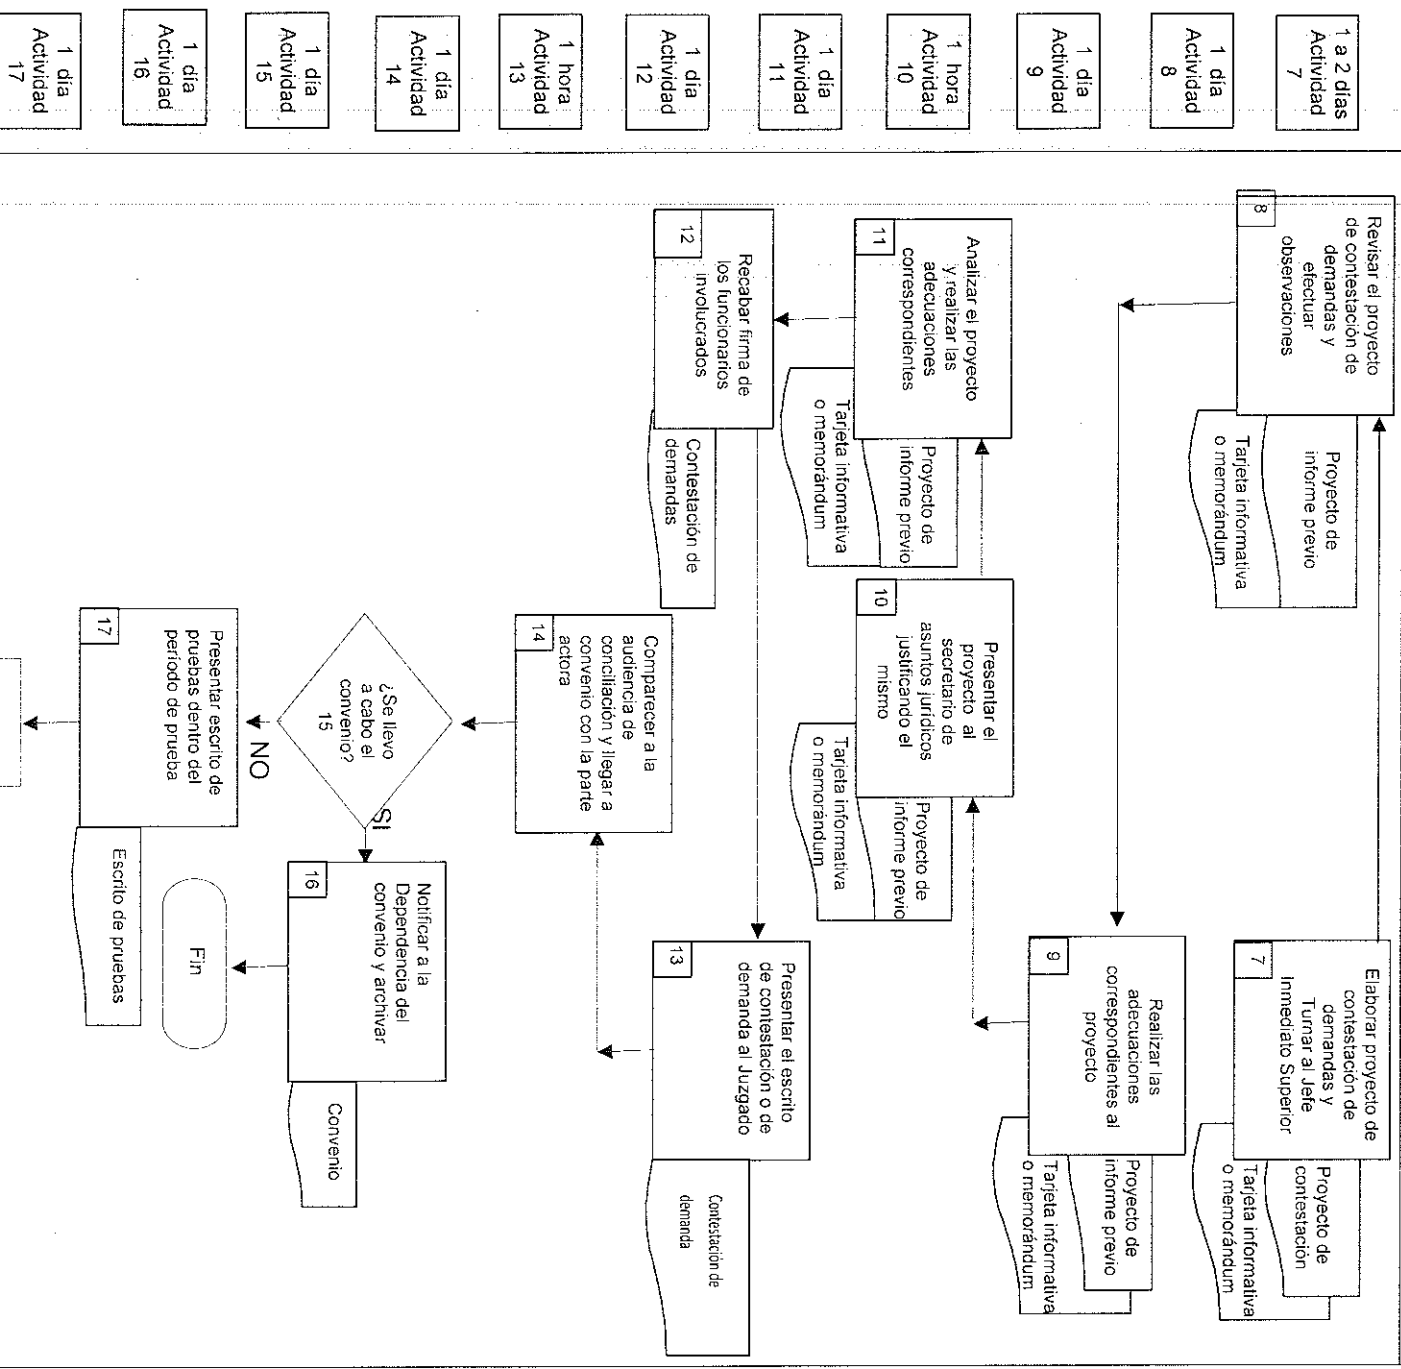 1 a 2 días
Actividad
7
1 día
Actividad
8
1 día
Actividad
9
1 hora
Actividad
10
1 día
Actividad
11
1 día
Actividad
12
1 hora
Actividad
13
1 día
Actividad
14
1 día
Actividad
15
1 día
Actividad
16
1 día
Actividad
17
Elaborar proyecto de
contestación de
demandas y
Turnar al Jefe
Inmediato Superior
7
Proyecto de
contestación
Tarjeta informativa
o memorándum
Revisar el proyecto
de contestación de
demandas y
efectuar
observaciones
8
Proyecto de
informe previo
Tarjeta informativa
o memorándum
Realizar las
adecuaciones
correspondientes al
proyecto
9
Proyecto de
informe previo
Tarjeta informativa
o memorándum
Presentar el
proyecto al
secretario de
asuntos jurídicos
justificando el
mismo
10
Proyecto de
informe previo
Tarjeta informativa
o memorándum
Analizar el proyecto
y realizar las
adecuaciones
correspondientes
11
Proyecto de
informe previo
Tarjeta informativa
o memorándum
Recabar firma de
los funcionarios
involucrados
12
Contestación de
demandas
Presentar el escrito
de contestación o de
demanda al Juzgado
13
Contestación de
demanda
Comparecer a la
audiencia de
conciliación y llegar a
convenio con la parte
actora
14
¿Se llevo
a cabo el
convenio?
15
SI
NO
Notificar a la
Dependencia del
convenio y archivar
16
Convenio
Fin
Presentar escrito de
pruebas dentro del
período de prueba
17
Escrito de pruebas